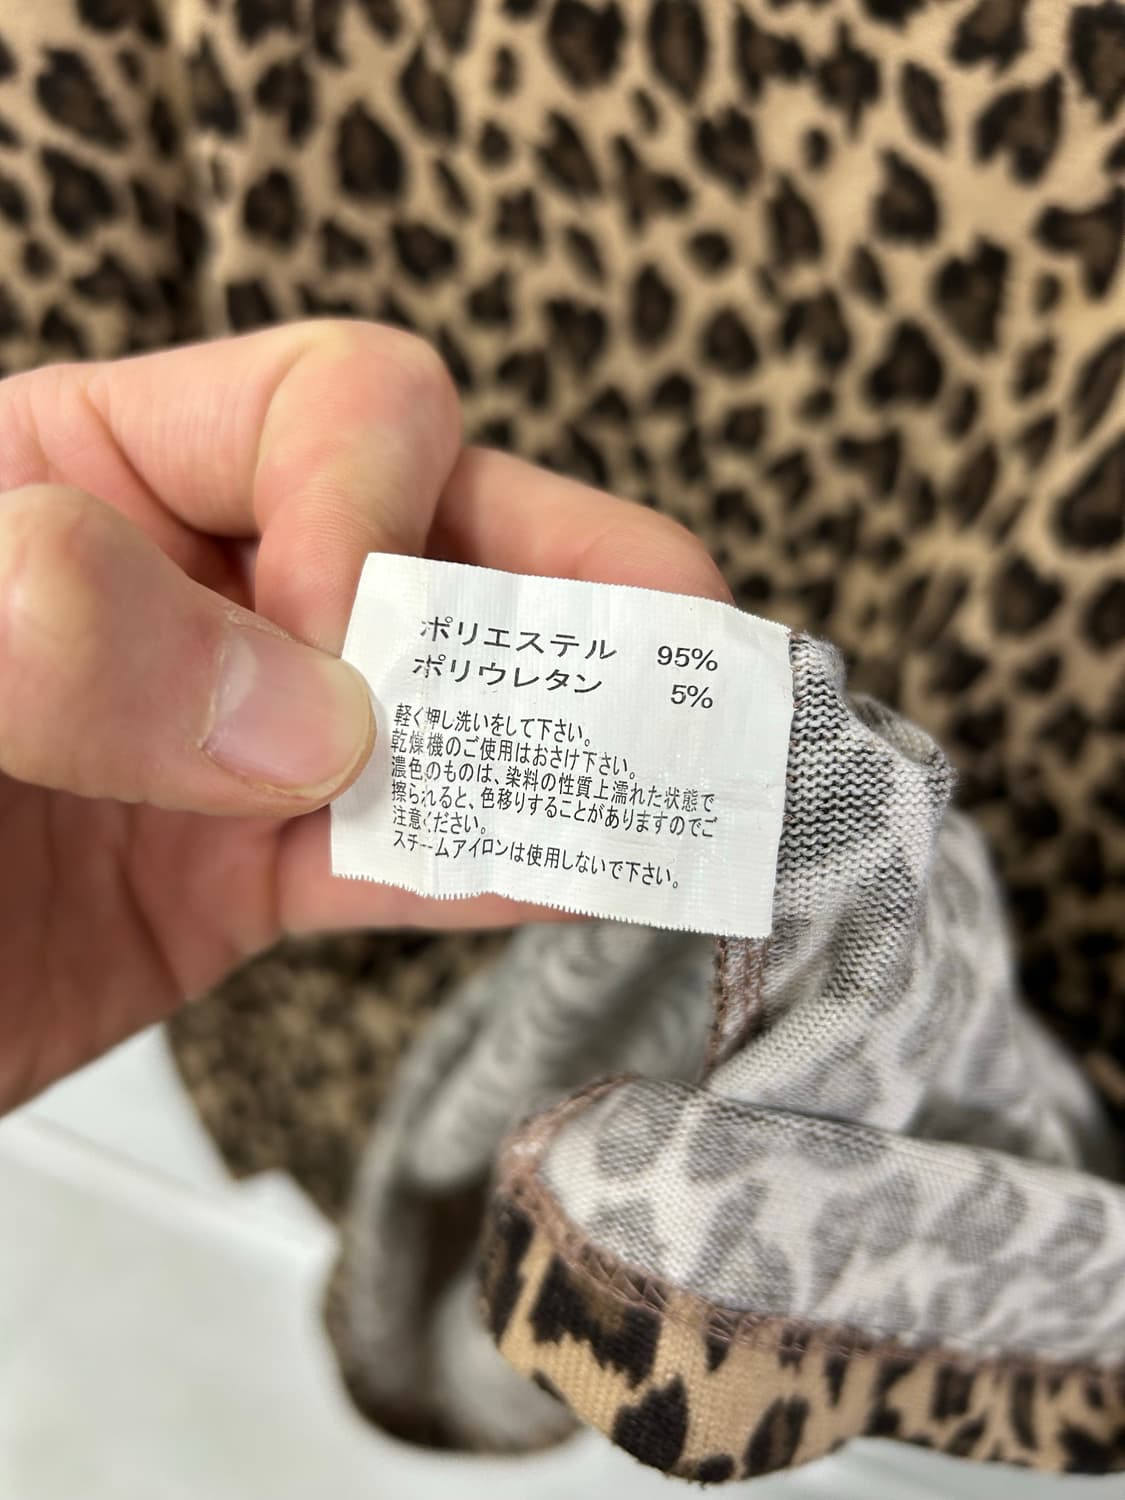 ポリエステル 95%
ポリウレタン 5%
軽く押し洗いをして下さい。
乾燥機のご使用はおさけ下さい。
濃色のものは、染料の性質上濡れた状態で
擦られると、色移りすることがありますのでご
注意ください。
スチームアイロンは使用しないで下さい。